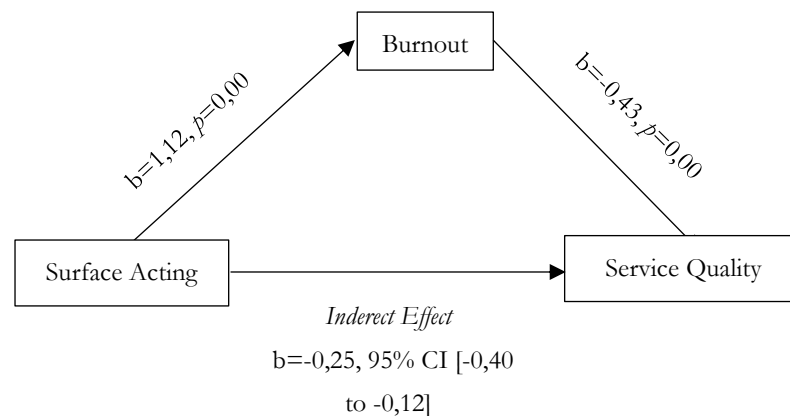 Burnout
b=1,12, p=0,00
b=-0,43, p=0,00
Surface Acting
Service Quality
Inderect Effect
b=-0,25, 95% CI [-0,40
to -0,12]